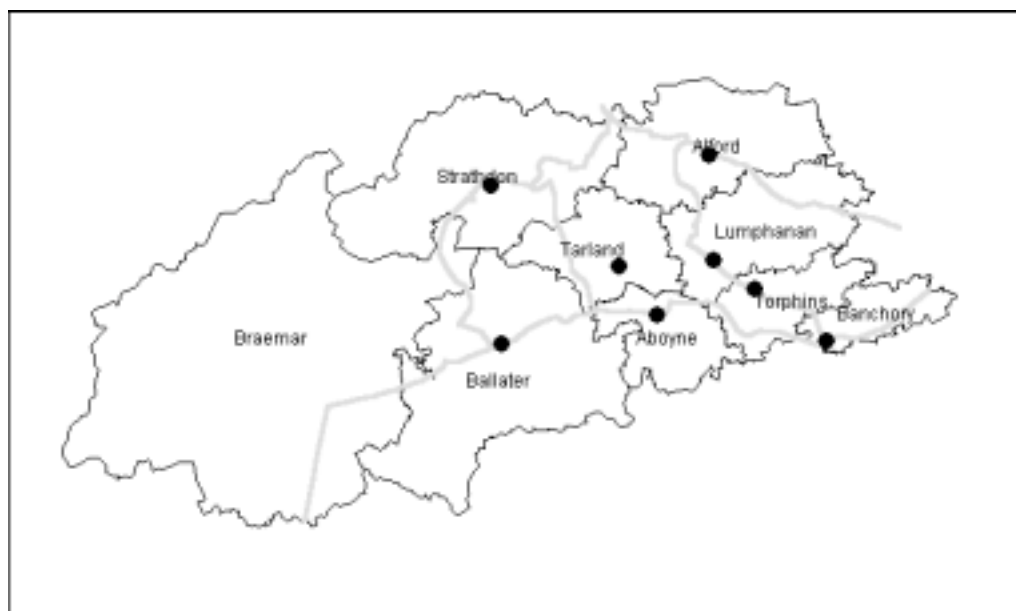 Alford
Strathdon
Lumphanan
Tarland
Torphins
Banchory
Braemar
Aboyne
Ballater